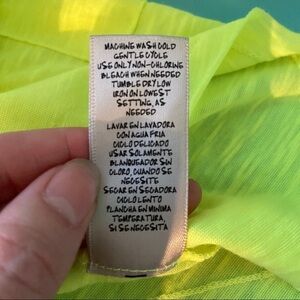 MACHINE WASH COLD
GENTLE CYCLE
USE ONLY NON-CHLORINE
BLEACH WHEN NEEDED
TUMBLE DRY LOW
IRON ON LOWEST
SETTING, AS
NEEDED
LAVAR EN LAVADORA
CON AGUA FRIA
CICLO DELICADO
USAR SOLAMENTE
BLANQUEADOR SIN
CLORO, CUANDO SE
NECESITE
SECAR EN SECADORA
CICLO LENTO
PLANCHA EN MINIMA
TEMPERATURA,
SI SE NECESITA